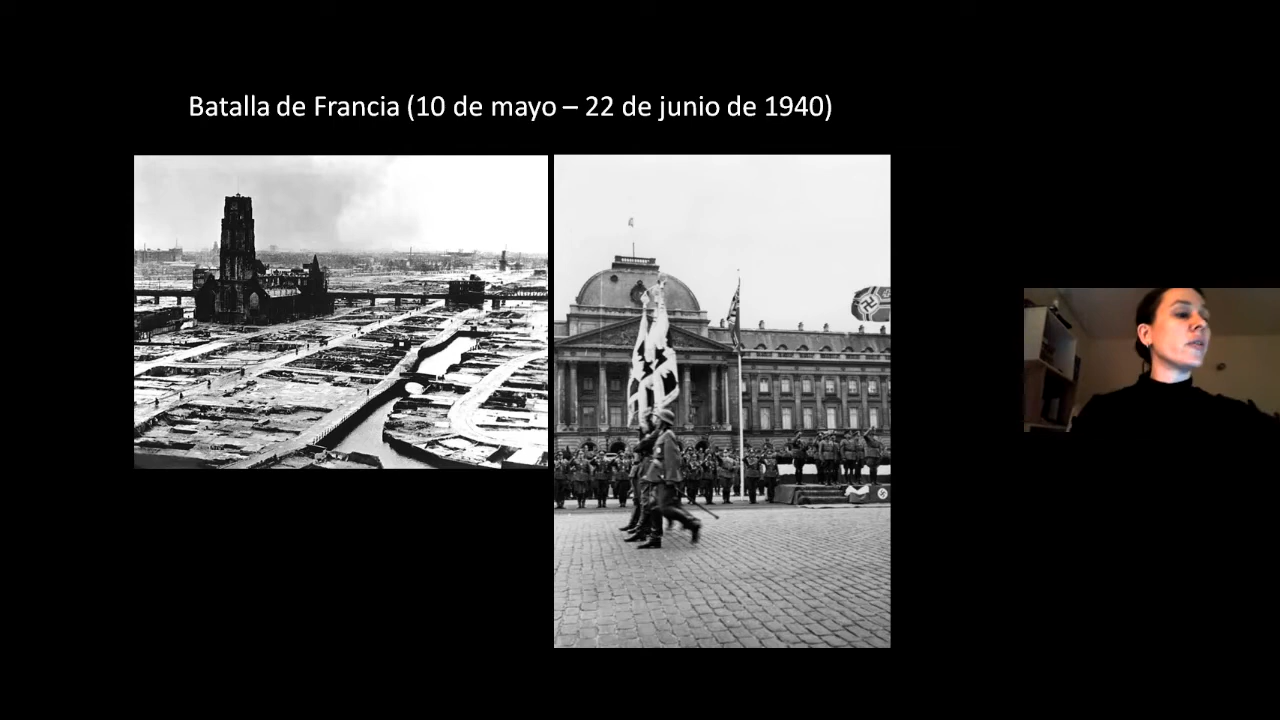 Batalla de Francia (10 de mayo – 22 de junio de 1940)